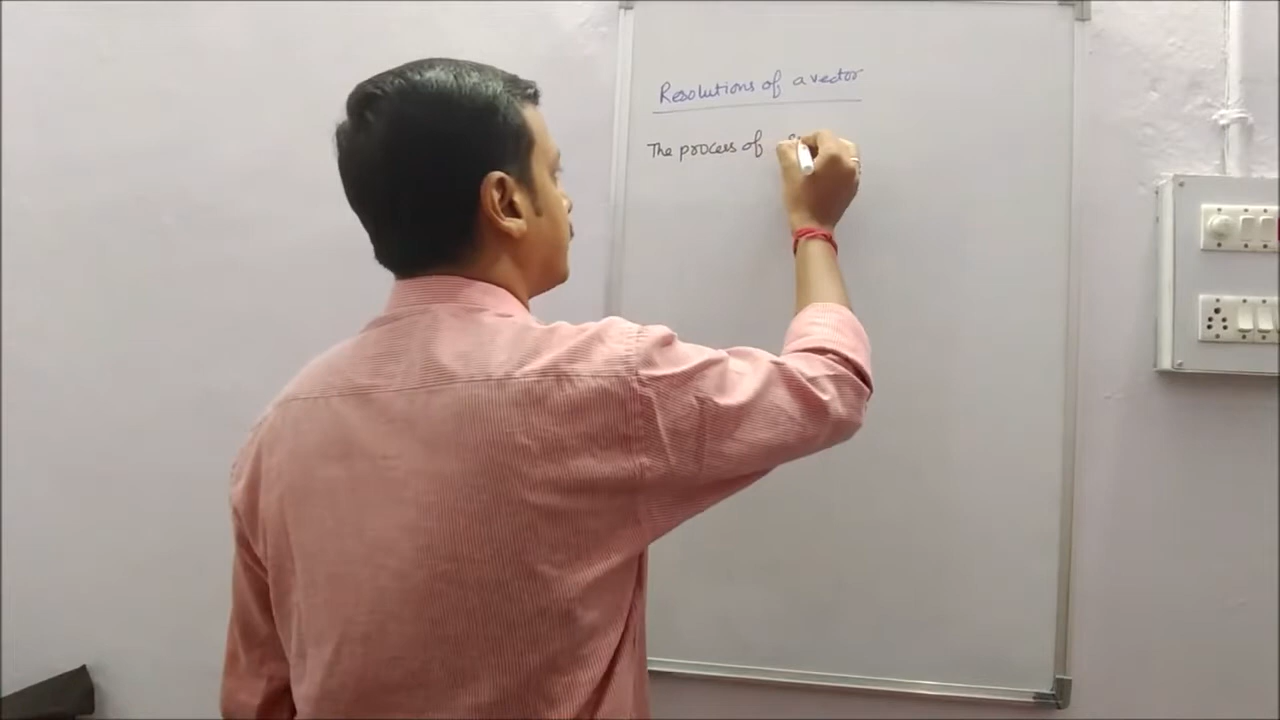 Resolutions of a vector
The process of